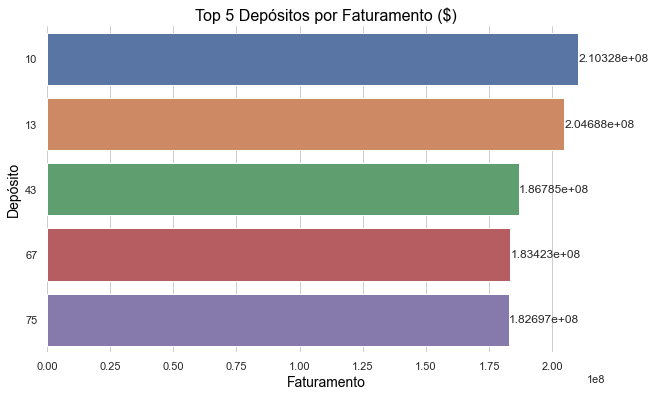 Top 5 Depósitos por Faturamento ($)
Depósito
10
2.10328e+08
13
2.04688e+08
43
1.86785e+08
67
1.83423e+08
75
1.82697e+08
0.00 0.25 0.50 0.75 1.00 1.25 1.50 1.75 2.00
1e8
Faturamento